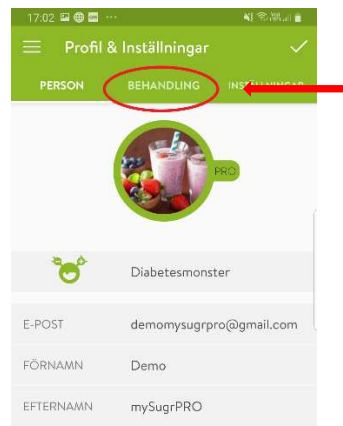 17:02
Profil & Inställningar
PERSON BEHANDLING INSTÄLLNINGAR
PRO
Diabetesmonster
E-POST demomysugrpro@gmail.com
FÖRNAMN Demo
EFTERNAMN mySugrPRO